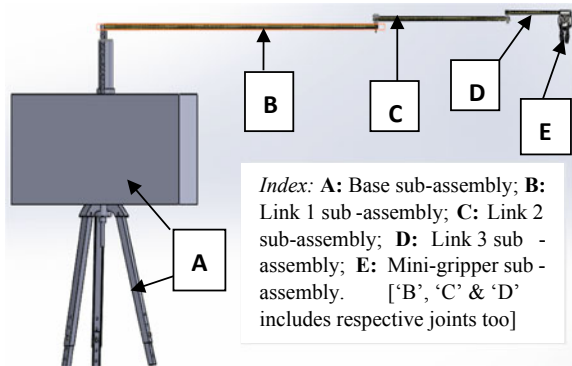 B
C
D
E
A
Index: A: Base sub-assembly; B:
Link 1 sub -assembly; C: Link 2
sub-assembly; D: Link 3 sub -
assembly; E: Mini-gripper sub -
assembly. [‘B’, ‘C’ & ‘D’
includes respective joints too]